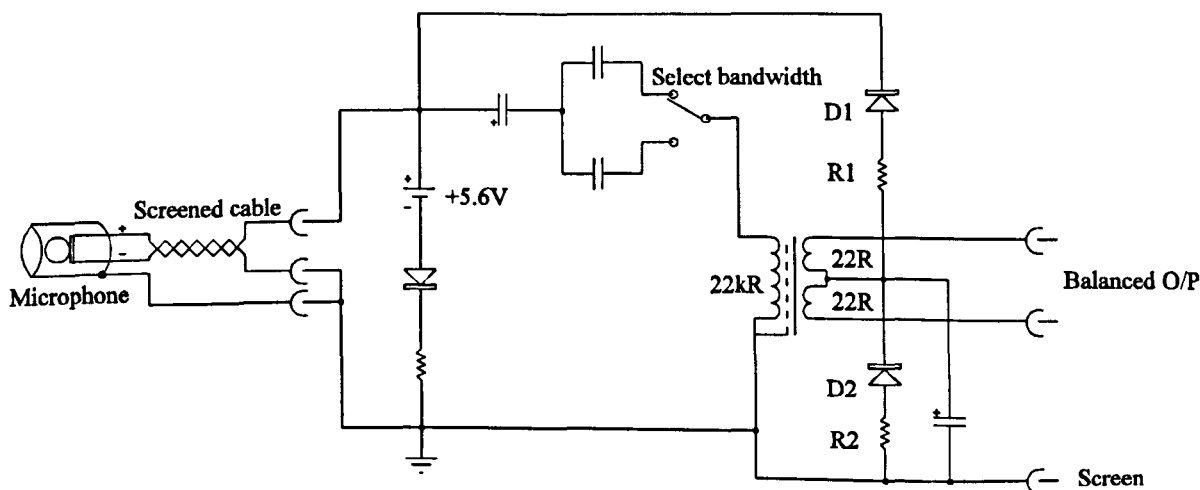 Select bandwidth
D1
R1
+
+
+5.6V
-
Screened cable
+
-
Microphone
22kR
22R
22R
Balanced O/P
D2
+
R2
Screen